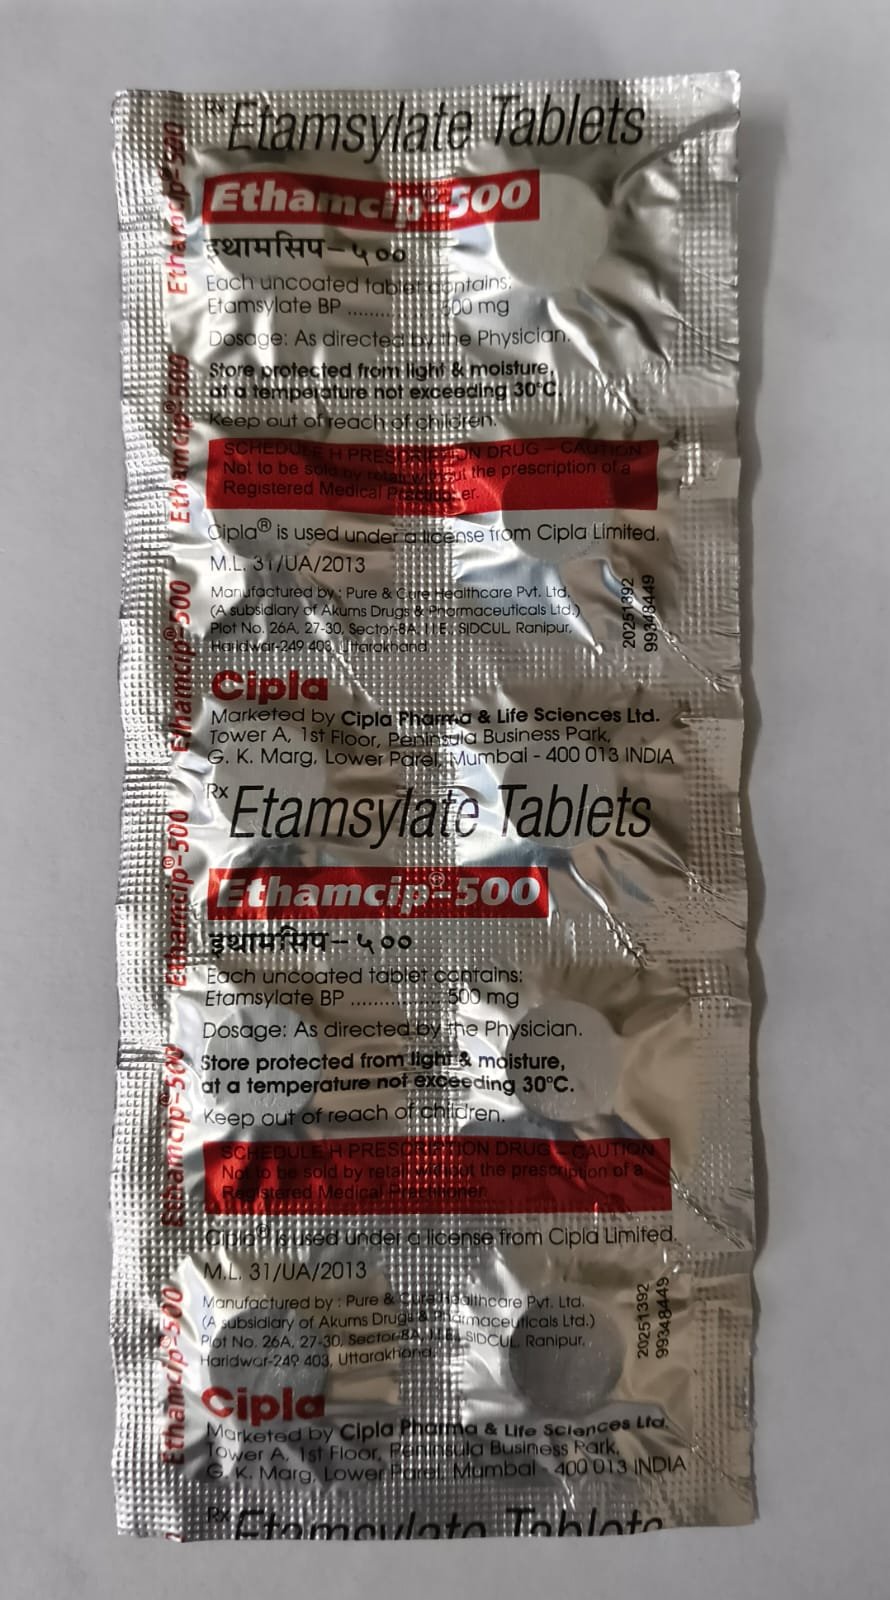 Rx Etamsylate Tablets
Ethamcip®-500
इथामसिप-५००
Each uncoated tablet contains:
Etamsylate BP ............. 500 mg
Dosage: As directed by the Physician.
Store protected from light & moisture,
at a temperature not exceeding 30°C.
Keep out of reach of children.
SCHEDULE H PRESCRIPTION DRUG – CAUTION
Not to be sold by retail without the prescription of a
Registered Medical Practitioner.
Cipla® is used under a license from Cipla Limited.
M.L. 31/UA/2013
Manufactured by : Pure & Cure Healthcare Pvt. Ltd.
(A subsidiary of Akums Drugs & Pharmaceuticals Ltd.)
Plot No. 26A, 27-30, Sector-8A, I.I.E., SIDCUL, Ranipur,
Haridwar-249 403, Uttarakhand.
20251392
99348449
Cipla
Marketed by Cipla Pharma & Life Sciences Ltd.
Tower A, 1st Floor, Peninsula Business Park,
G. K. Marg, Lower Parel, Mumbai - 400 013 INDIA
Rx Etamsylate Tablets
Ethamcip®-500
इथामसिप-५००
Each uncoated tablet contains:
Etamsylate BP ................ 500 mg
Dosage: As directed by the Physician.
Store protected from light & moisture,
at a temperature not exceeding 30°C.
Keep out of reach of children.
SCHEDULE H PRESCRIPTION DRUG – CAUTION
Not to be sold by retail without the prescription of a
Registered Medical Practitioner.
Cipla® is used under a license from Cipla Limited.
M.L. 31/UA/2013
Manufactured by : Pure & Cure Healthcare Pvt. Ltd.
(A subsidiary of Akums Drugs & Pharmaceuticals Ltd.)
Plot No. 26A, 27-30, Sector-8A, I.I.E., SIDCUL, Ranipur,
Haridwar-249 403, Uttarakhand.
20251392
99348449
Cipla
Marketed by Cipla Pharma & Life Sciences Ltd.
Tower A, 1st Floor, Peninsula Business Park,
G. K. Marg, Lower Parel, Mumbai - 400 013 INDIA
Rx Etamsylate Tablets
Ethamcip®-500
Ethamcip®-500
Ethamcip®-500
Ethamcip®-500
Ethamcip®-500
Ethamcip®-500